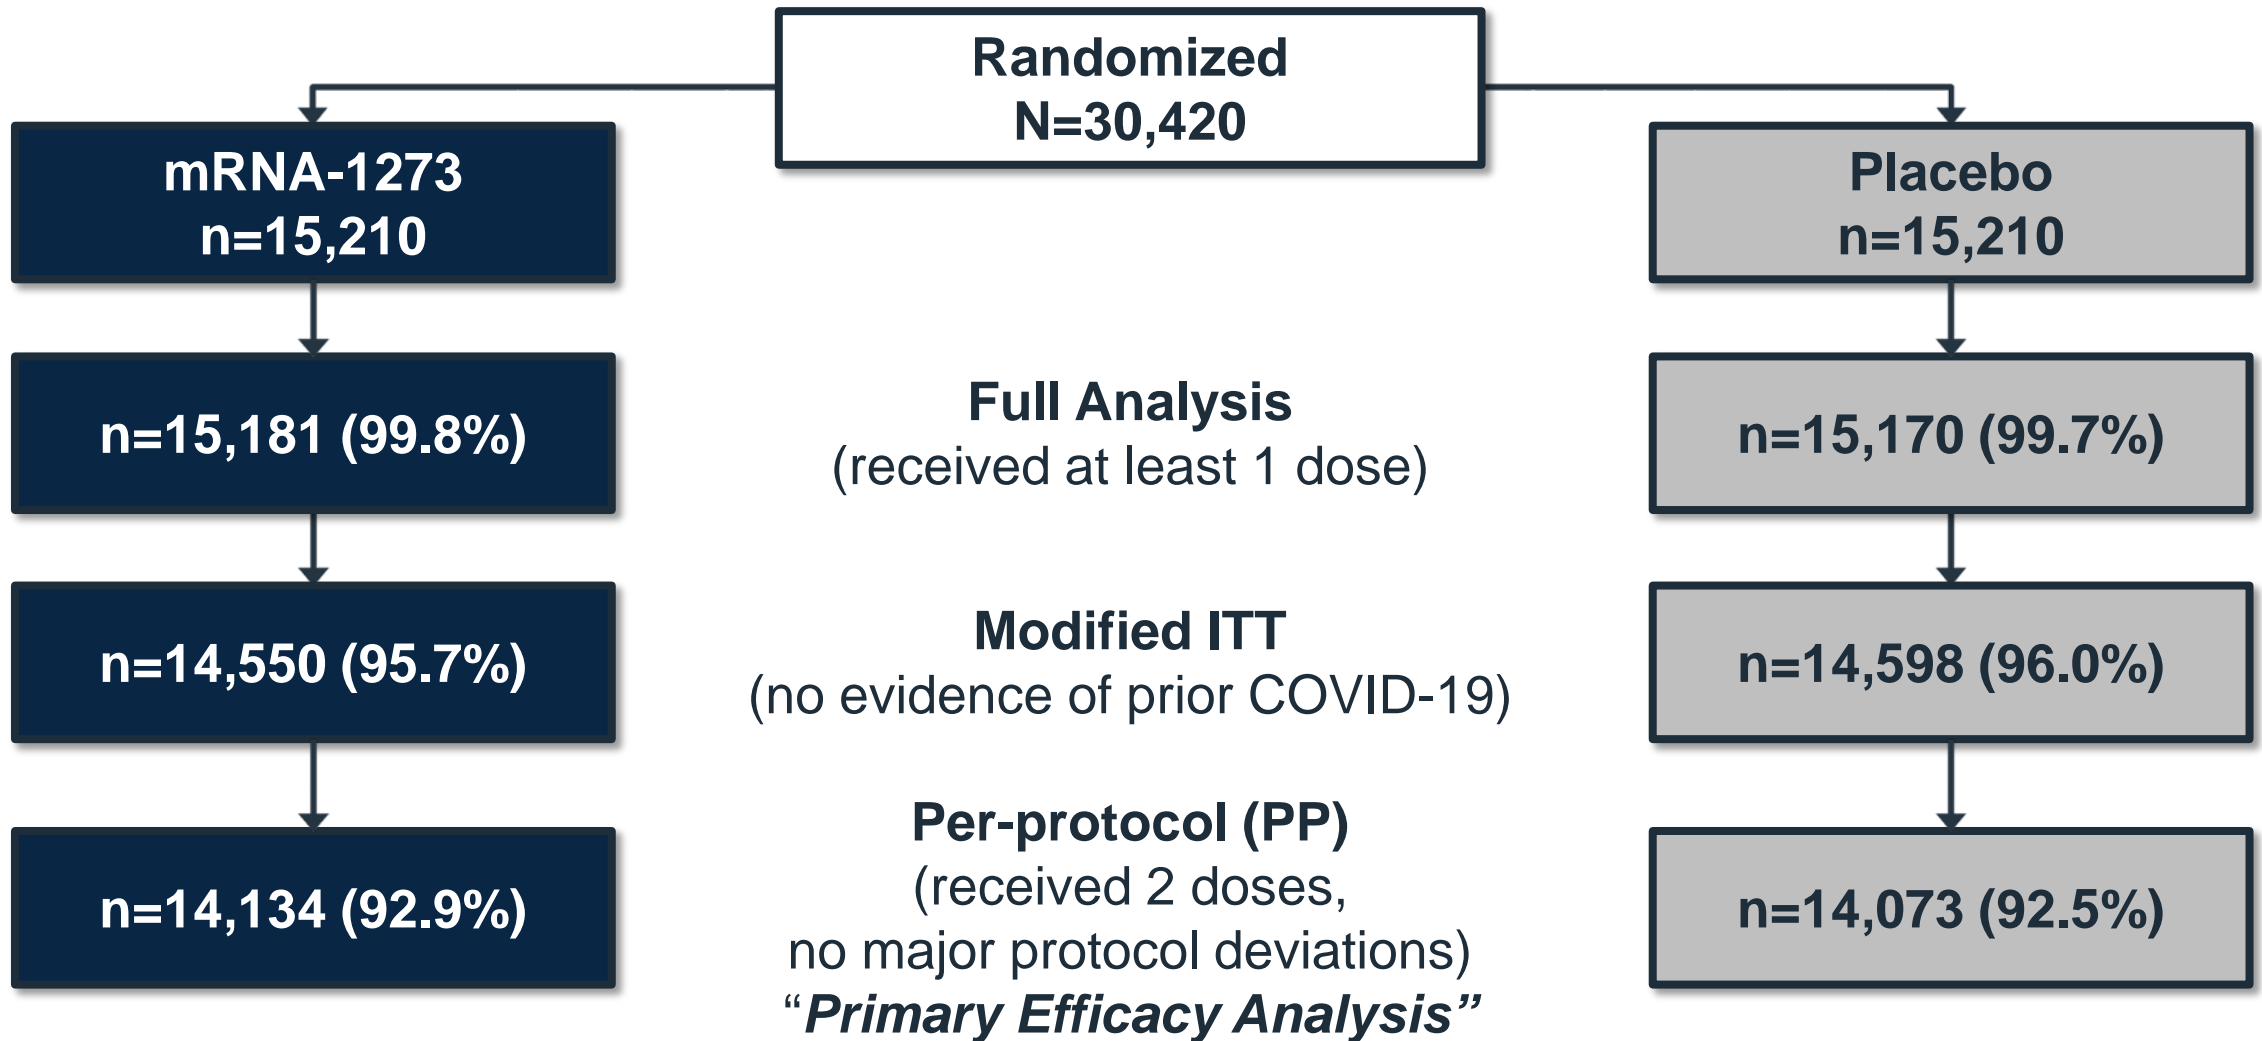 Randomized
N=30,420
mRNA-1273
n=15,210
Placebo
n=15,210
n=15,181 (99.8%)
Full Analysis
(received at least 1 dose)
n=15,170 (99.7%)
n=14,550 (95.7%)
Modified ITT
(no evidence of prior COVID-19)
n=14,598 (96.0%)
n=14,134 (92.9%)
Per-protocol (PP)
(received 2 doses,
no major protocol deviations)
“Primary Efficacy Analysis”
n=14,073 (92.5%)